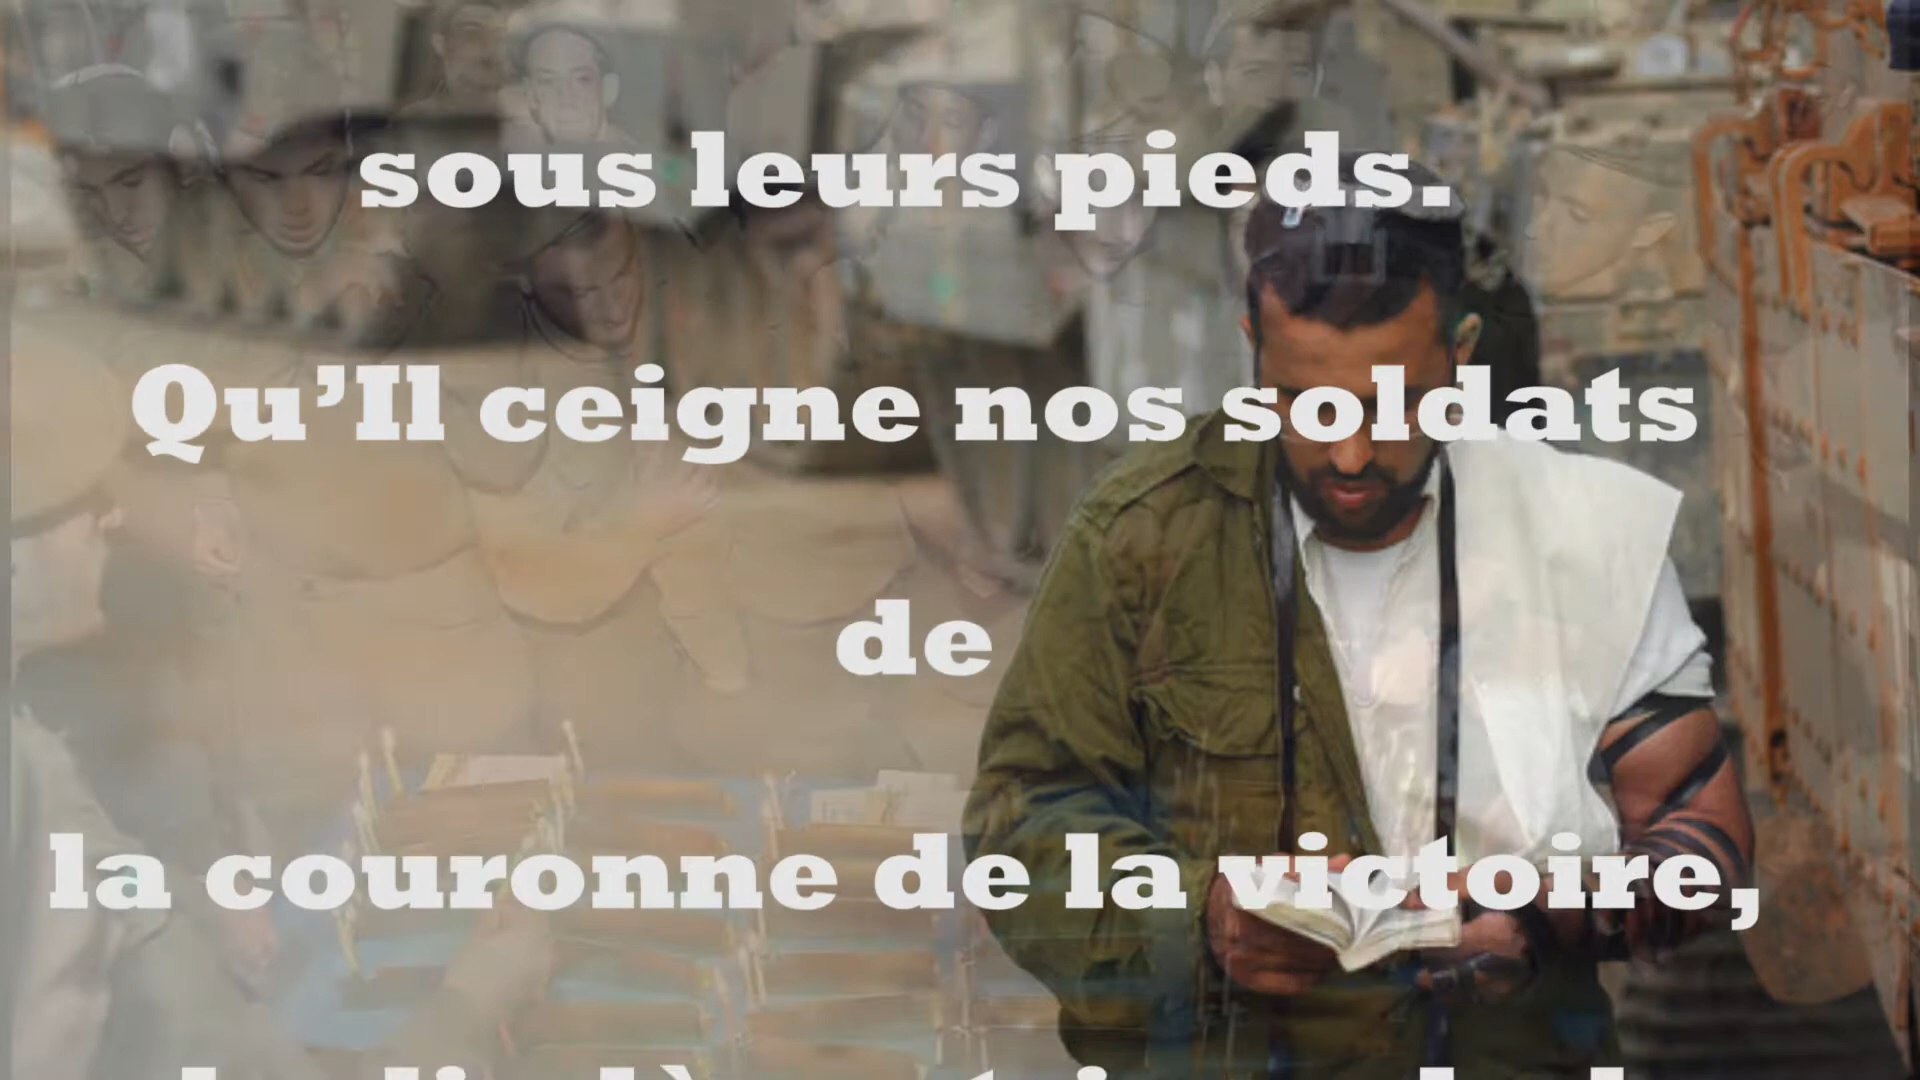 sous leurs pieds.
Qu’Il ceigne nos soldats
de
la couronne de la victoire,